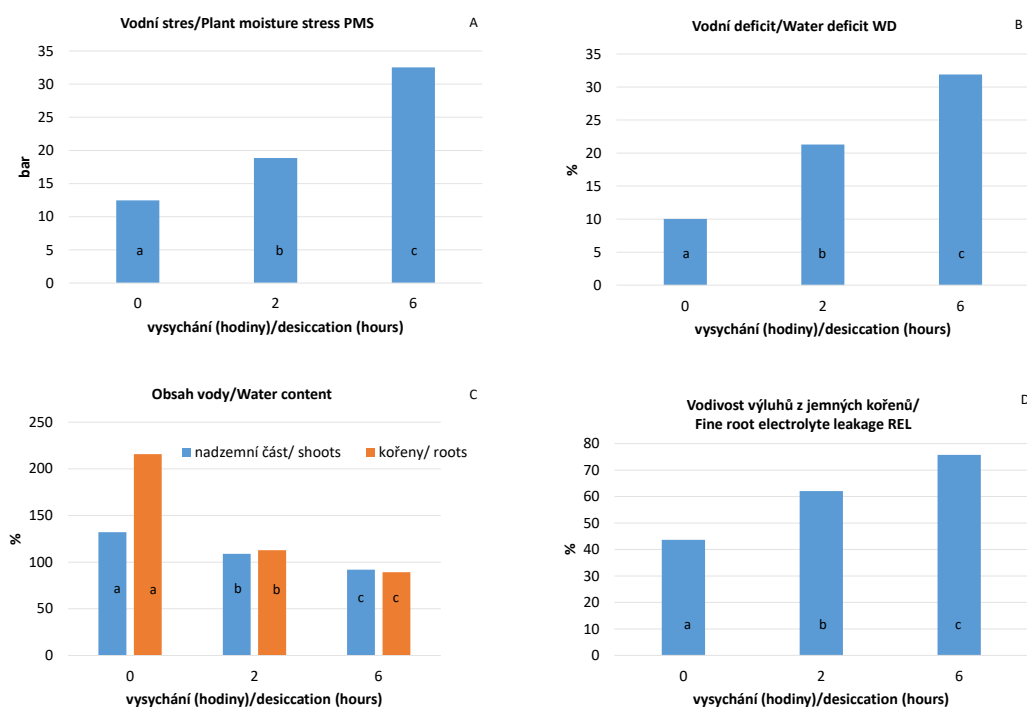 Vodní stres/Plant moisture stress PMS
A
35
30
25
20
15
10
5
0
bar
a
b
c
0
2
6
vysychání (hodiny)/desiccation (hours)
Vodní deficit/Water deficit WD
B
35
30
25
20
15
10
5
0
%
a
b
c
0
2
6
vysychání (hodiny)/desiccation (hours)
Obsah vody/Water content
C
250
200
150
100
50
0
%
nadzemní část/ shoots
kořeny/ roots
a
a
b
b
c
c
0
2
6
vysychání (hodiny)/desiccation (hours)
Vodivost výluhů z jemných kořenů/
Fine root electrolyte leakage REL
D
80
70
60
50
40
30
20
10
0
%
a
b
c
0
2
6
vysychání (hodiny)/desiccation (hours)